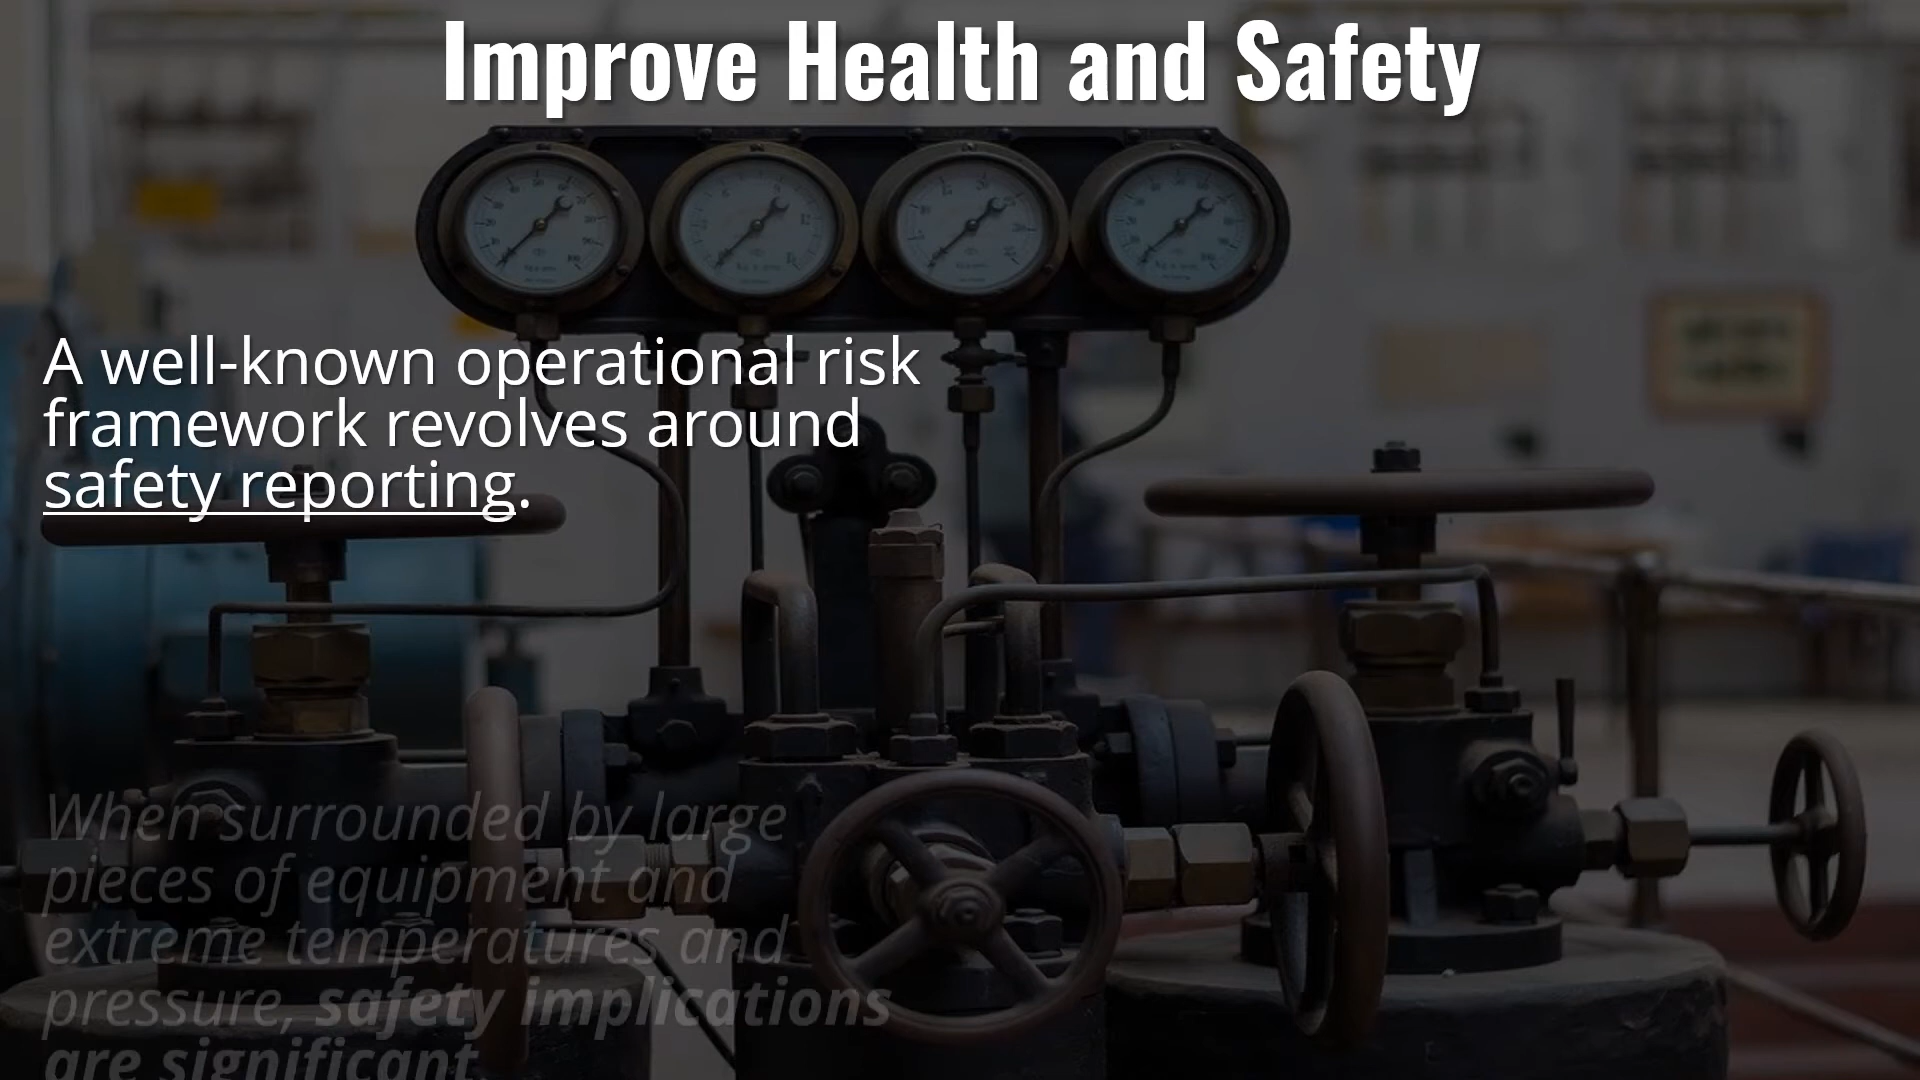 Improve Health and Safety
A well-known operational risk
framework revolves around
safety reporting.
When surrounded by large
pieces of equipment and
extreme temperatures and
pressure, safety implications
are significant.